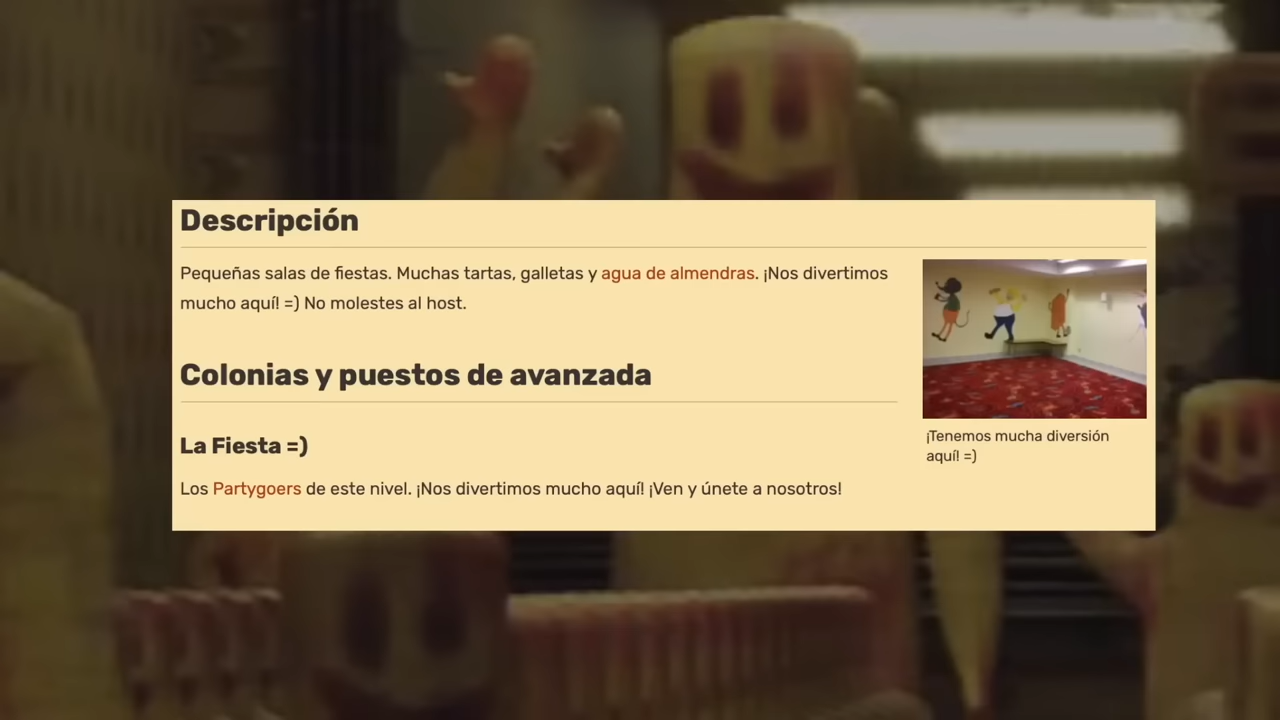 Descripción
Pequeñas salas de fiestas. Muchas tartas, galletas y agua de almendras. ¡Nos divertimos
mucho aquí! =) No molestes al host.
Colonias y puestos de avanzada
La Fiesta =)
Los Partygoers de este nivel. ¡Nos divertimos mucho aquí! ¡Ven y únete a nosotros!
¡Tenemos mucha diversión
aquí! =)